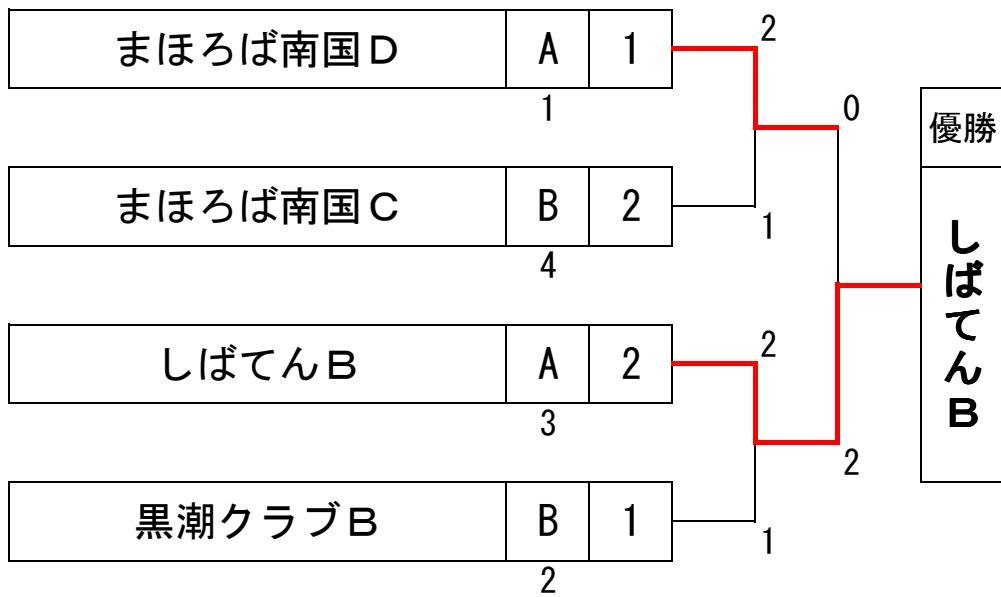 まほろば南国D A 1 2
1
0
優勝
まほろば南国C B 2 1
4
しばてんB
しばてんB A 2 2
3
2
黒潮クラブB B 1 1
2